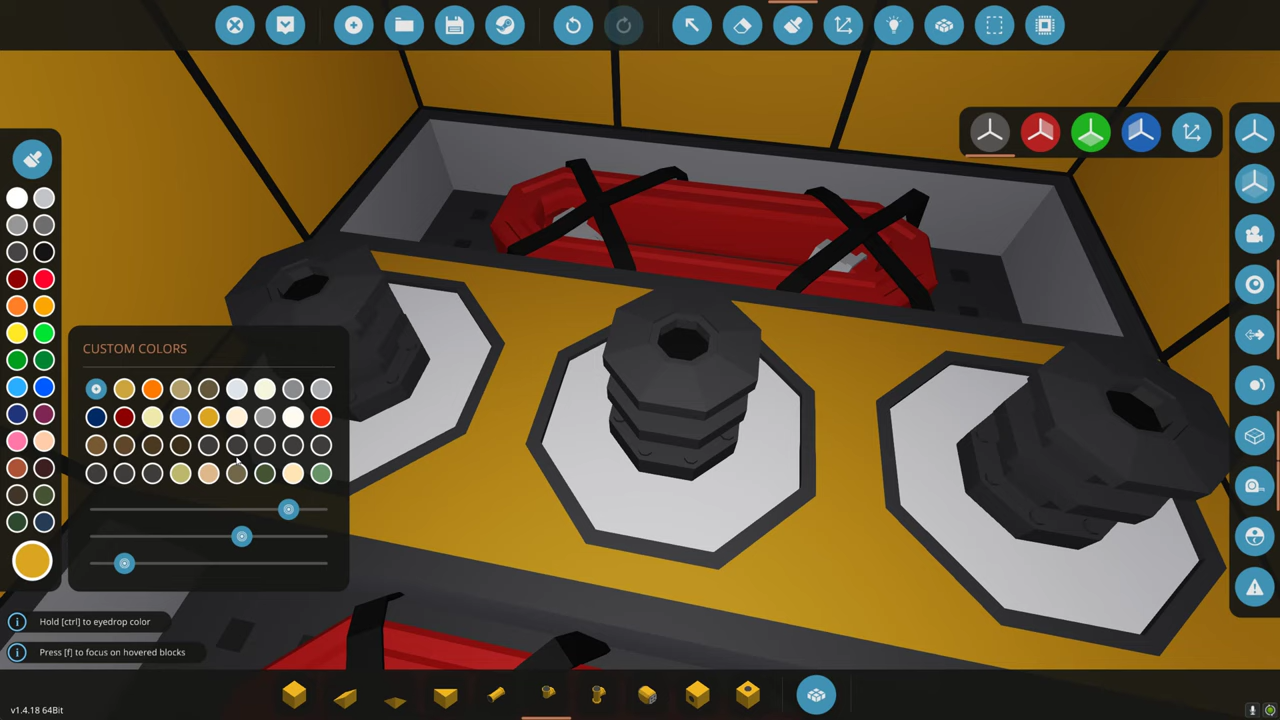 CUSTOM COLORS
Hold [ctrl] to eyedrop color
Press [f] to focus on hovered blocks
v1.4.18 64Bit